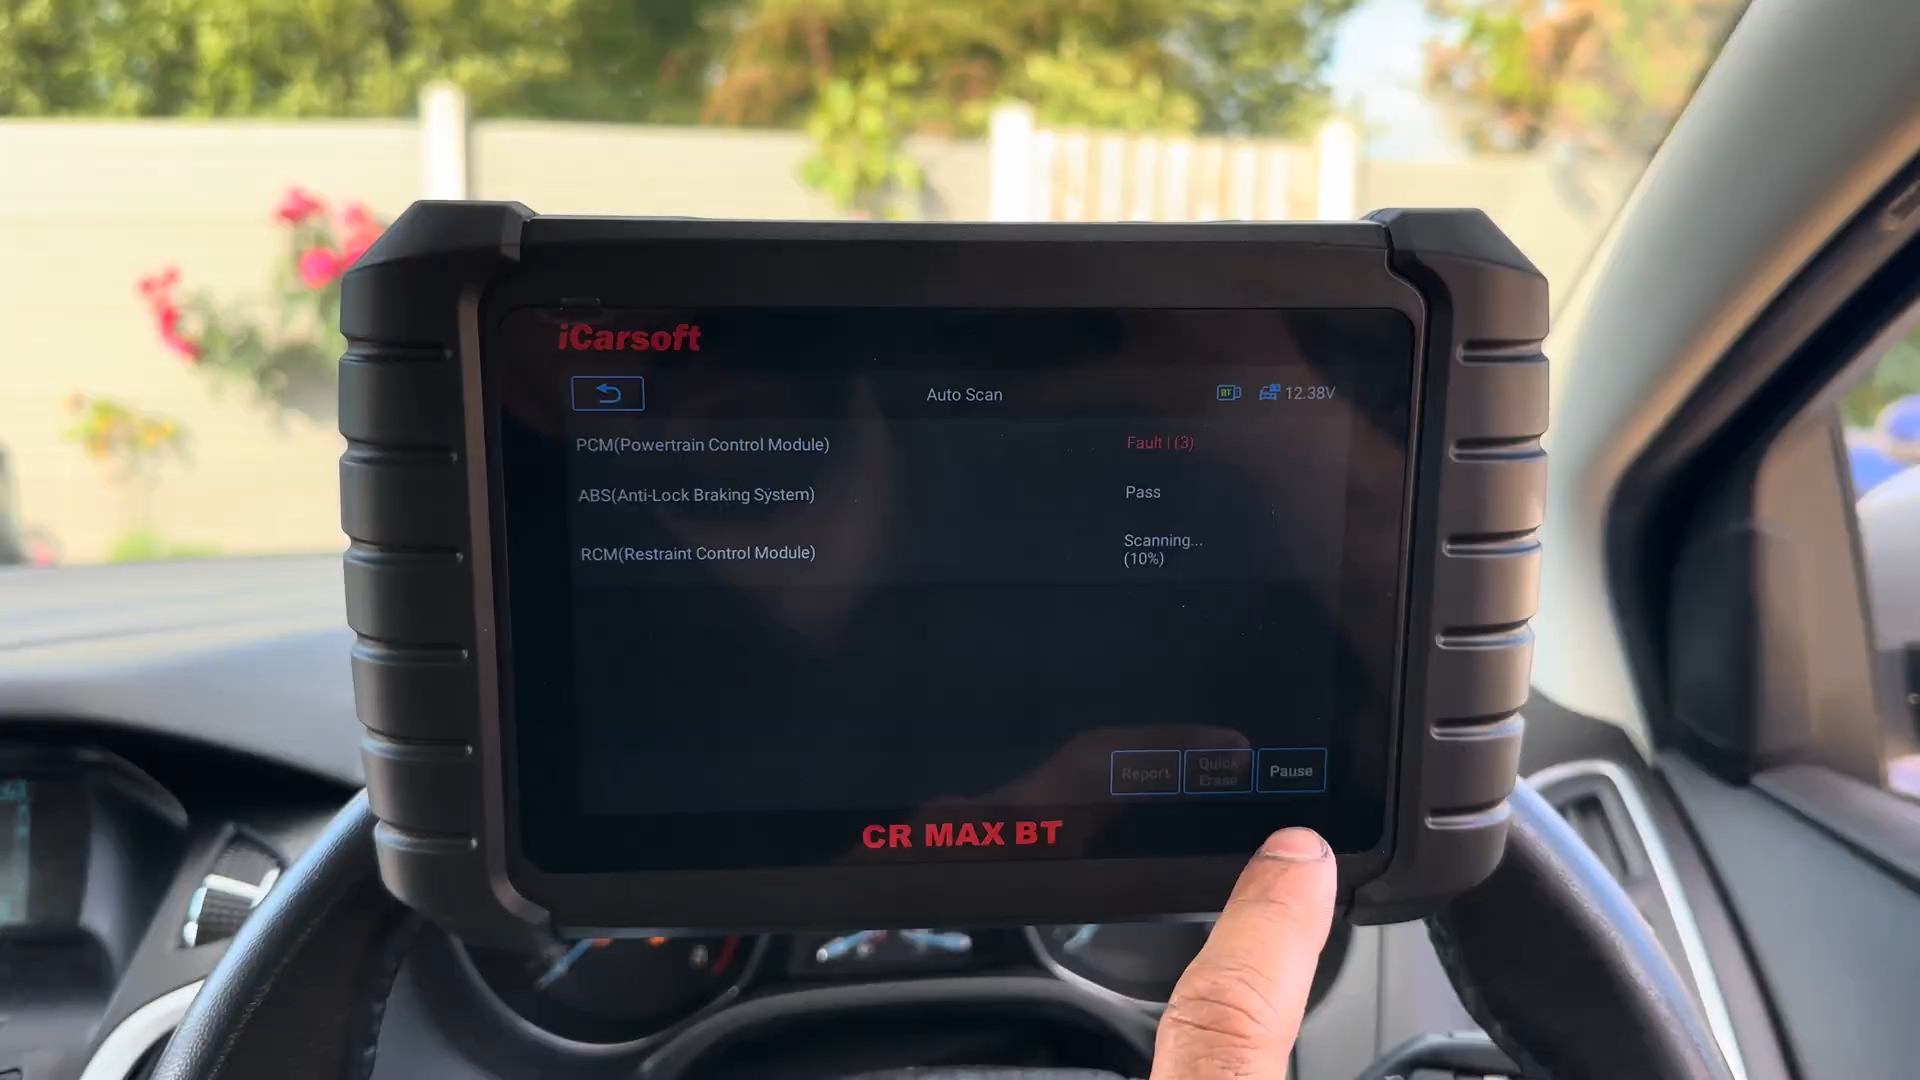 iCarsoft
Auto Scan
BT
12.38V
PCM(Powertrain Control Module)
Fault | (3)
ABS(Anti-Lock Braking System)
Pass
RCM(Restraint Control Module)
Scanning...
(10%)
Report
Quick
Erase
Pause
CR MAX BT